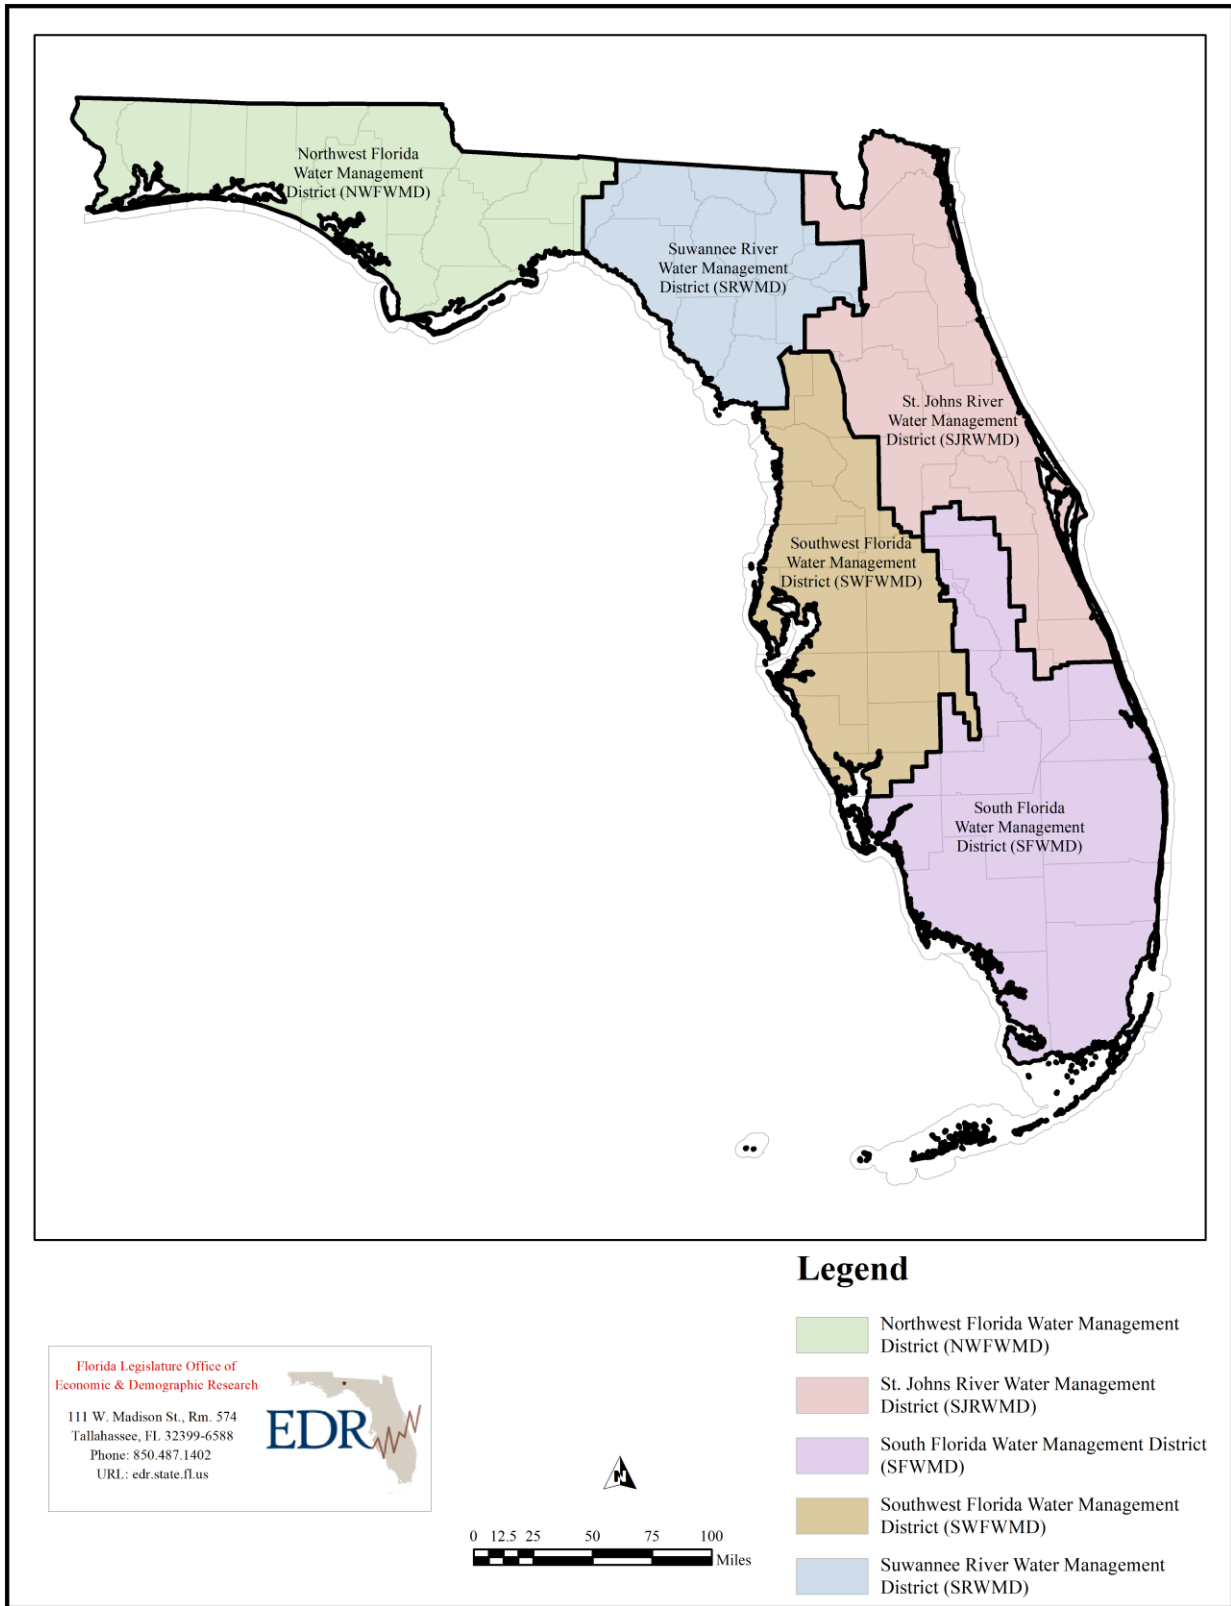 Northwest Florida
Water Management
District (NWFWMD)
Suwannee River
Water Management
District (SRWMD)
St. Johns River
Water Management
District (SJRWMD)
Southwest Florida
Water Management
District (SWFWMD)
South Florida
Water Management
District (SFWMD)
Legend
Northwest Florida Water Management
District (NWFWMD)
St. Johns River Water Management
District (SJRWMD)
South Florida Water Management District
(SFWMD)
Southwest Florida Water Management
District (SWFWMD)
Suwannee River Water Management
District (SRWMD)
Florida Legislature Office of
Economic & Demographic Research
111 W. Madison St., Rm. 574
Tallahassee, FL 32399-6588
Phone: 850.487.1402
URL: edr.state.fl.us
EDR
N
0 12.5 25 50 75 100
Miles